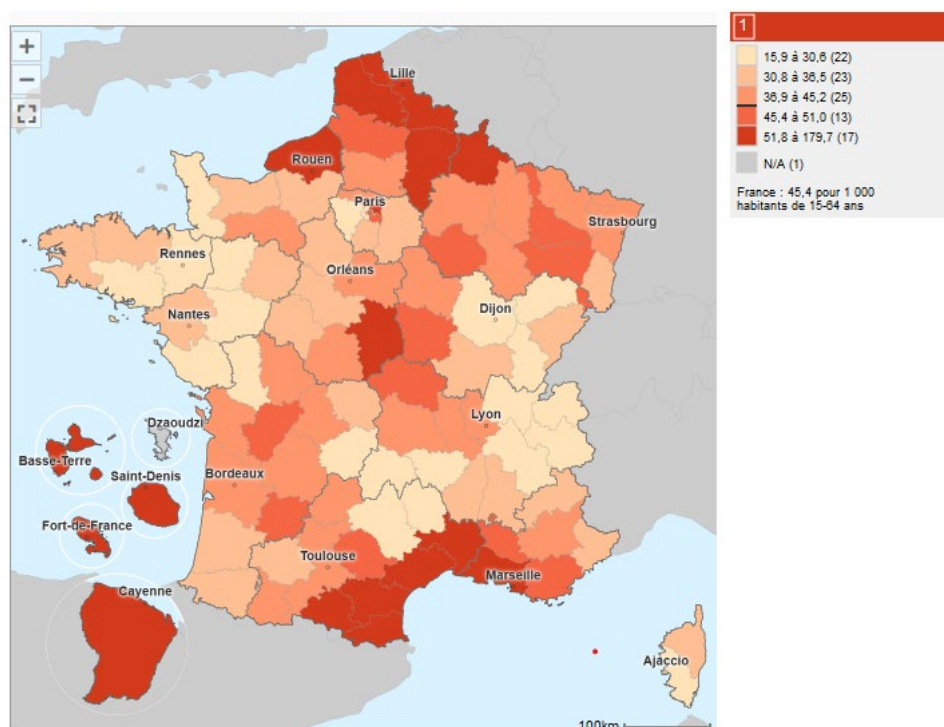 +
−
1
15,9 à 30,6 (22)
30,8 à 36,5 (23)
36,9 à 45,2 (25)
45,4 à 51,0 (13)
51,8 à 179,7 (17)
N/A (1)
France : 45,4 pour 1 000
habitants de 15-64 ans
Lille
Rouen
Paris
Strasbourg
Rennes
Orléans
Dijon
Nantes
Lyon
Dzaoudzi
Basse-Terre
Saint-Denis
Bordeaux
Fort-de-France
Toulouse
Marseille
Cayenne
Ajaccio
100km